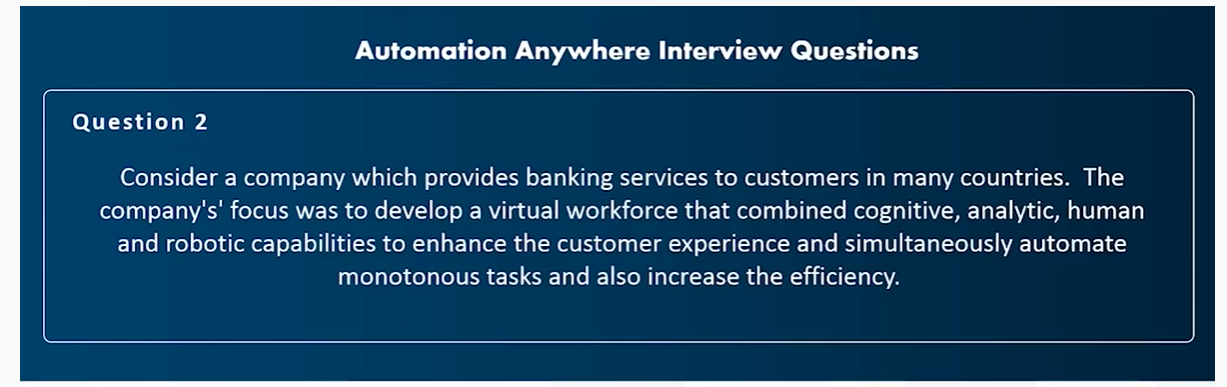 Automation Anywhere Interview Questions
Question 2
Consider a company which provides banking services to customers in many countries.  The
company's' focus was to develop a virtual workforce that combined cognitive, analytic, human
and robotic capabilities to enhance the customer experience and simultaneously automate
monotonous tasks and also increase the efficiency.